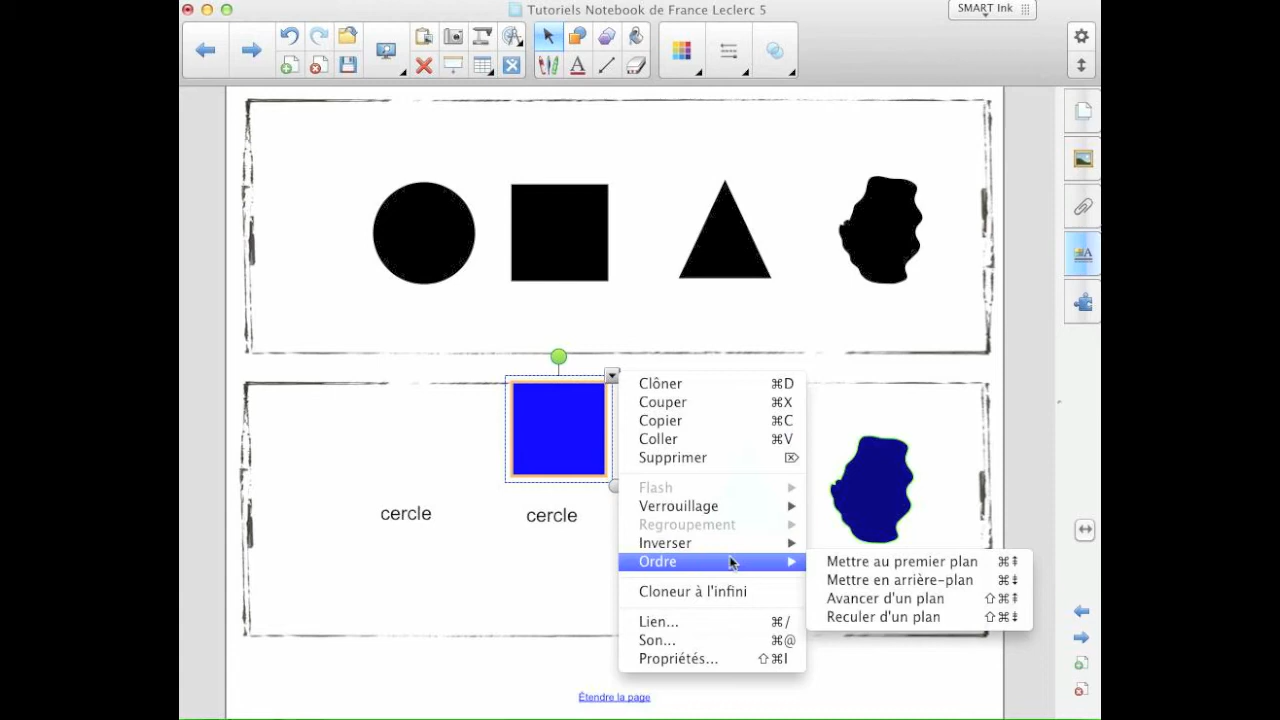 Tutoriels Notebook de France Leclerc 5
SMART Ink
Clôner ⌘D
Couper ⌘X
Copier ⌘C
Coller ⌘V
Supprimer ⌦
Flash
Verrouillage
Regroupement
Inverser
Ordre
Cloneur à l'infini
Lien... ⌘/
Son... ⌘@
Propriétés... ⇧⌘I
Mettre au premier plan ⌘⇞
Mettre en arrière-plan ⌘⇟
Avancer d'un plan ⇧⌘⇞
Reculer d'un plan ⇧⌘⇟
cercle
cercle
Étendre la page